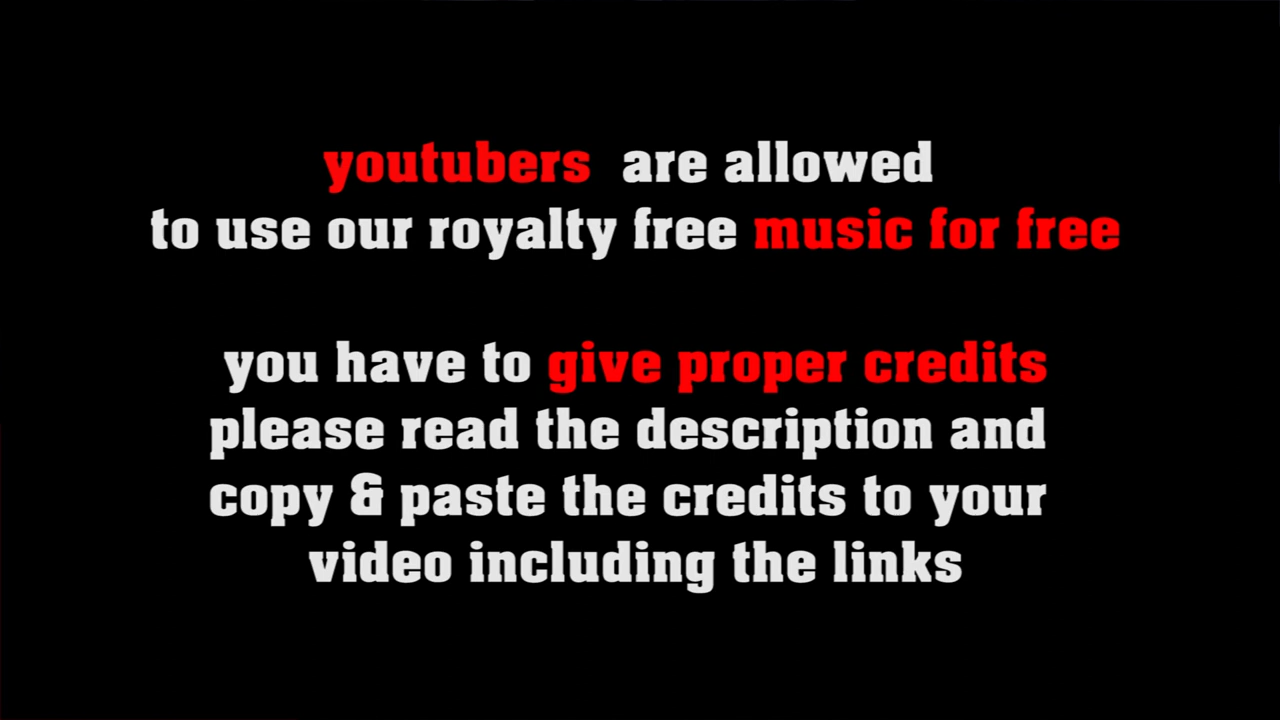 youtubers are allowed
to use our royalty free music for free
you have to give proper credits
please read the description and
copy & paste the credits to your
video including the links